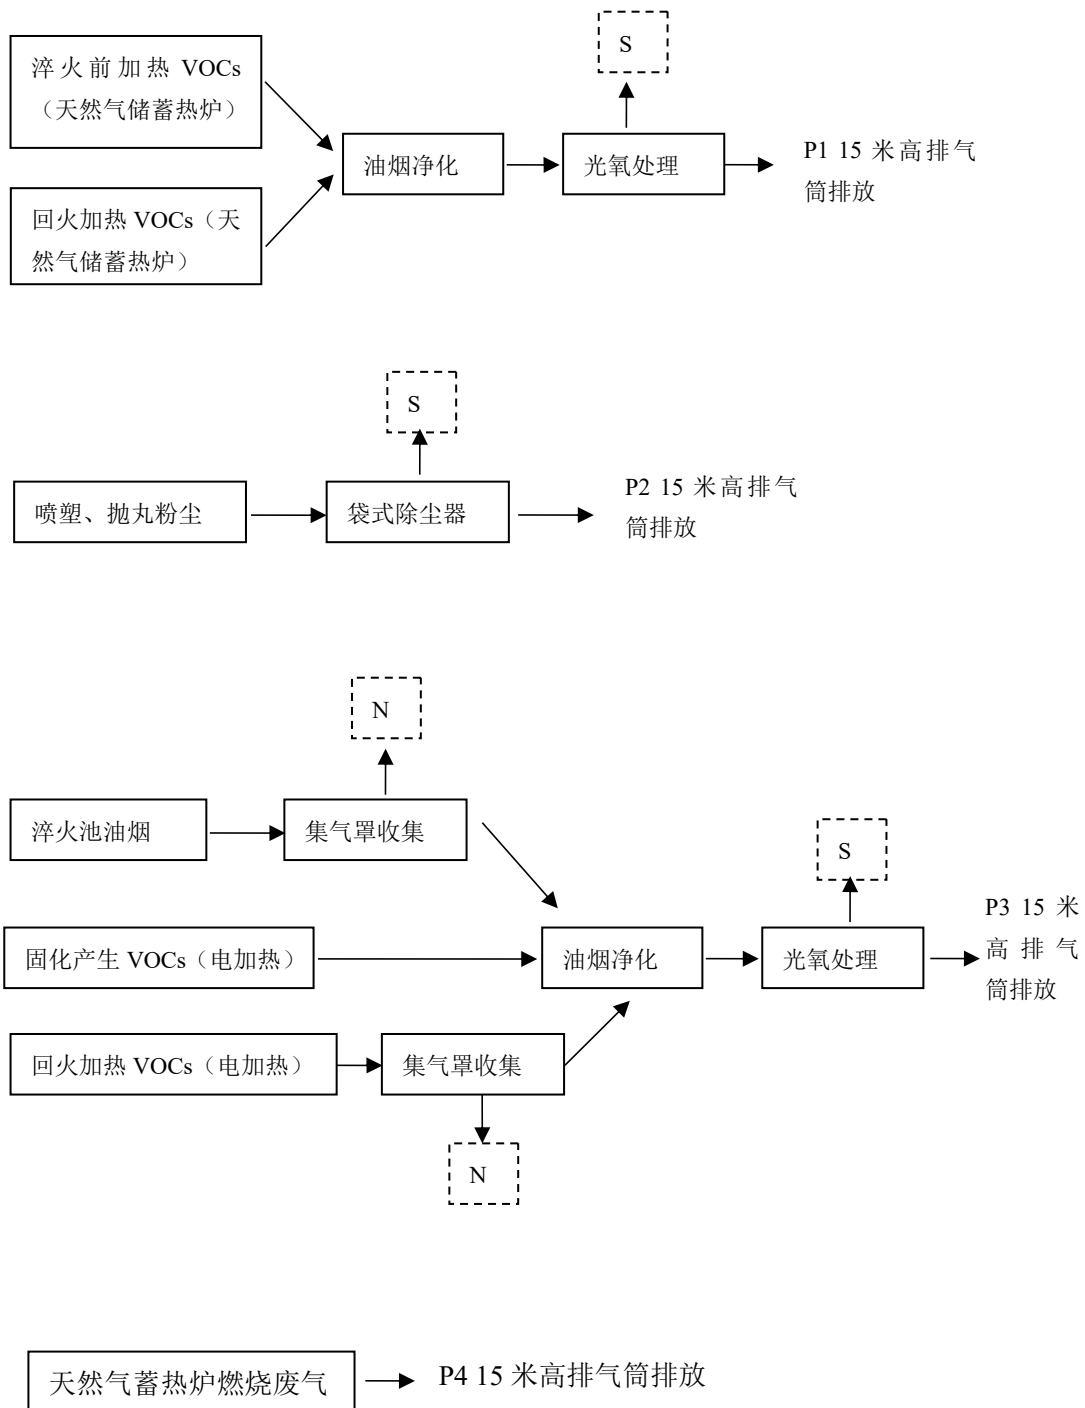 S
淬火前加热 VOCs
（天然气储蓄热炉）
油烟净化
光氧处理
P1 15 米高排气
筒排放
回火加热 VOCs（天
然气储蓄热炉）
S
喷塑、抛丸粉尘
袋式除尘器
P2 15 米高排气
筒排放
N
淬火池油烟
集气罩收集
S
固化产生 VOCs（电加热）
油烟净化
光氧处理
P3 15 米
高排气
筒排放
回火加热 VOCs（电加热）
集气罩收集
N
天然气蓄热炉燃烧废气
P4 15 米高排气筒排放